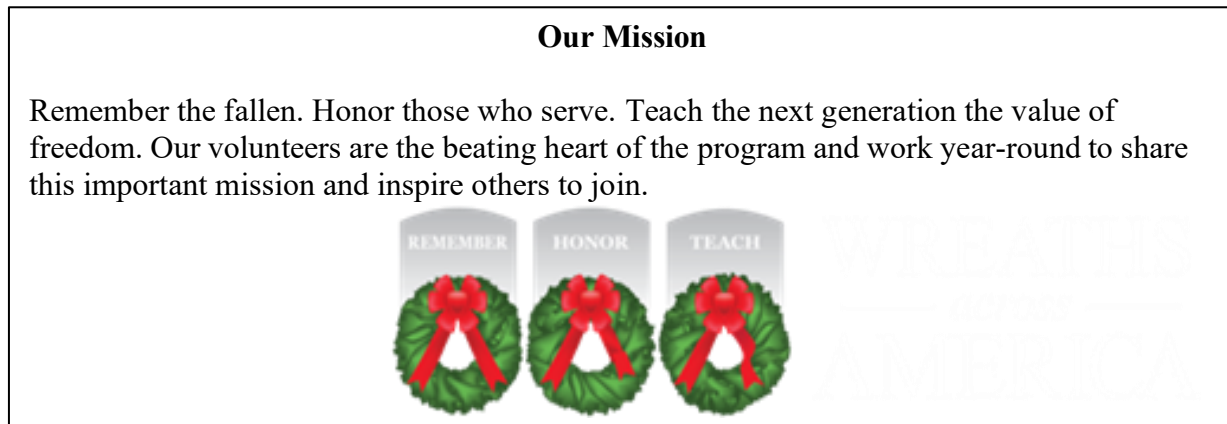 Our Mission
Remember the fallen. Honor those who serve. Teach the next generation the value of
freedom. Our volunteers are the beating heart of the program and work year-round to share
this important mission and inspire others to join.
REMEMBER HONOR TEACH
WREATHS
across
AMERICA